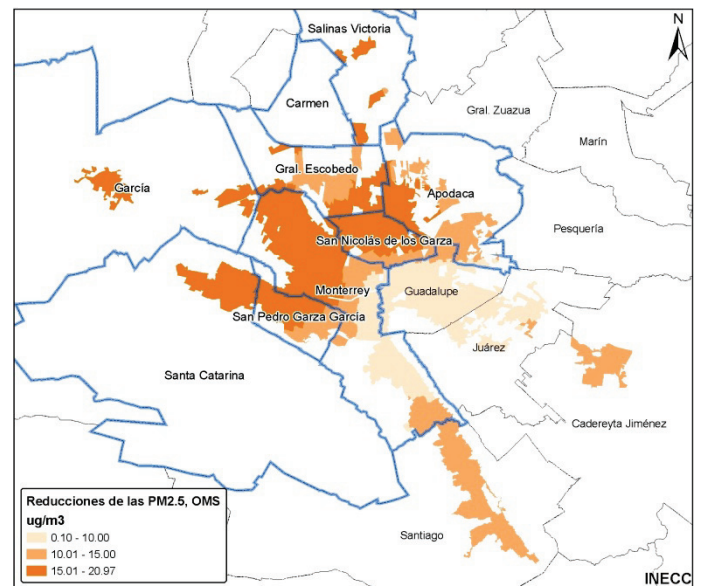 N
Salinas Victoria
Carmen
Gral. Zuazua
Marín
Gral. Escobedo
García
Apodaca
Pesquería
San Nicolás de los Garza
Monterrey
Guadalupe
San Pedro Garza García
Juárez
Santa Catarina
Cadereyta Jiménez
Santiago
Reducciones de las PM2.5, OMS
ug/m3
0.10 - 10.00
10.01 - 15.00
15.01 - 20.97
INECC